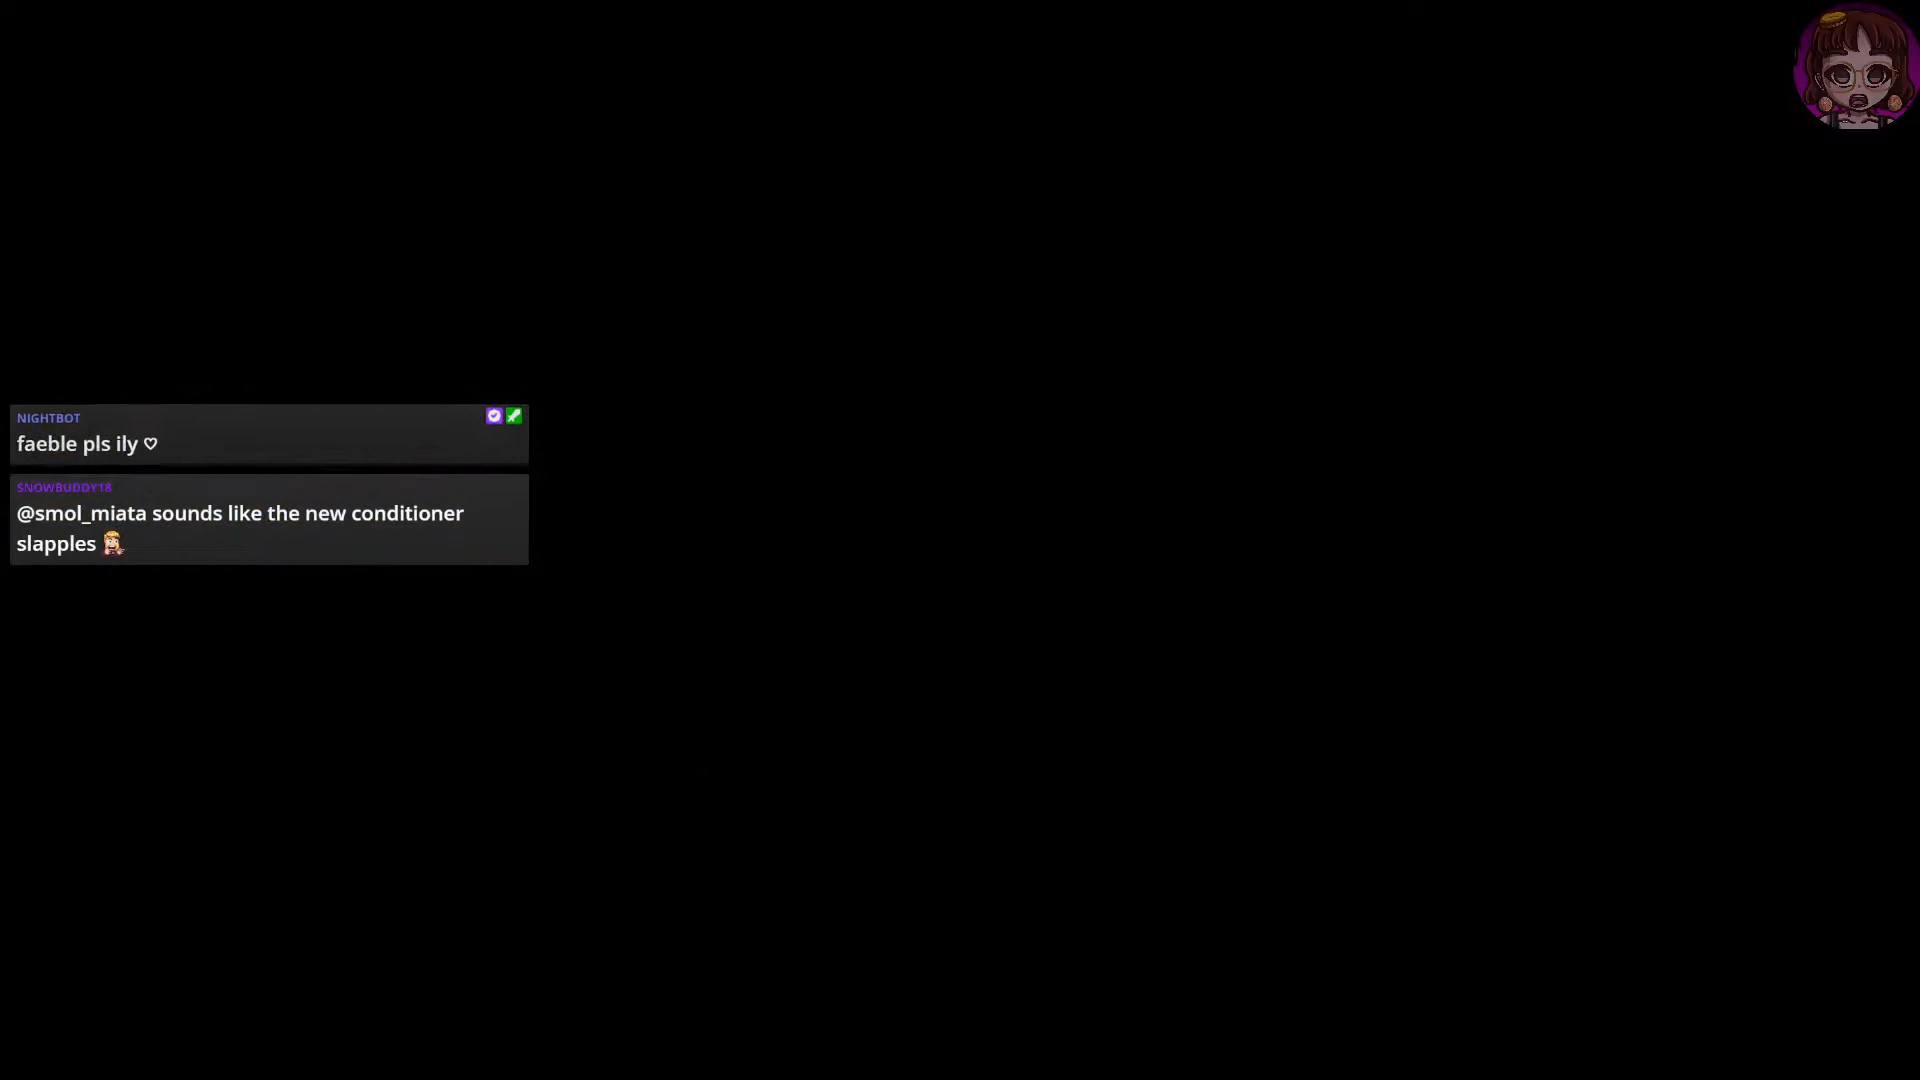 NIGHTBOT
faeble pls ily ♡
SNOWBUDDY18
@smol_miata sounds like the new conditioner
slapples